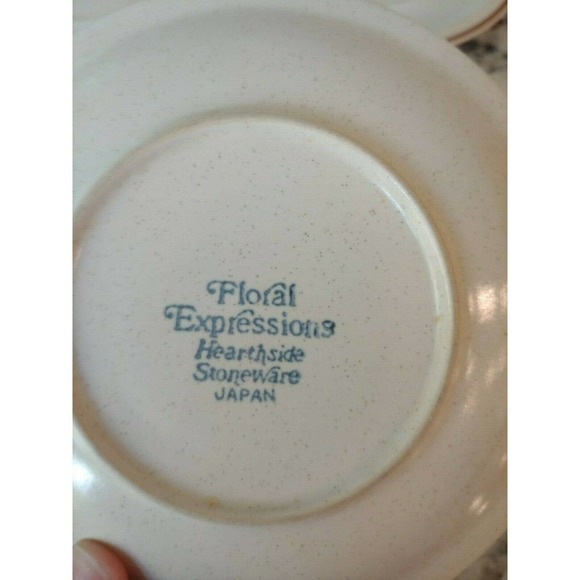 Floral
Expressions
Hearthside
Stoneware
JAPAN